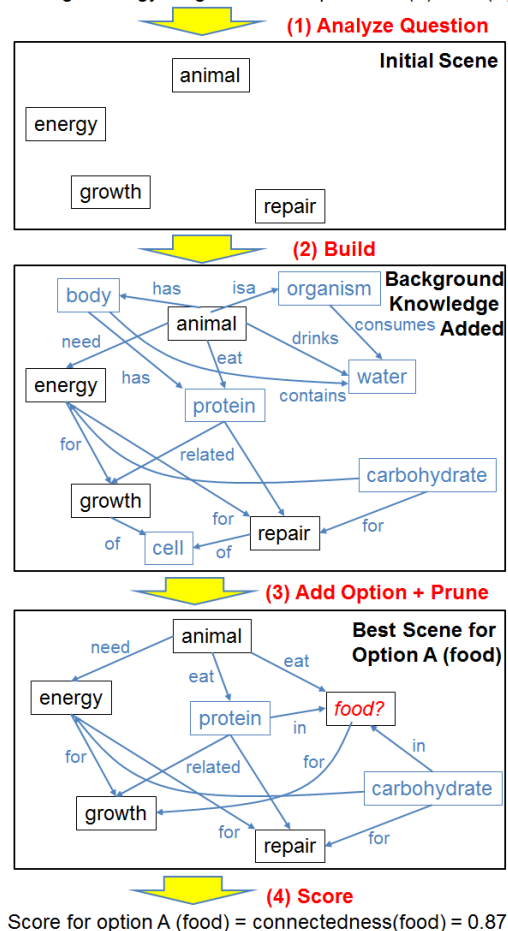 (1) Analyze Question
Initial Scene
animal
energy
growth
repair
(2) Build
Background
Knowledge
Added
body
has
isa
organism
animal
consumes
need
drinks
eat
water
energy
has
contains
protein
for
related
carbohydrate
growth
for
repair
for
of
cell
of
(3) Add Option + Prune
Best Scene for
Option A (food)
animal
need
eat
eat
energy
food?
protein
in
for
for
in
related
carbohydrate
growth
for
repair
for
(4) Score
Score for option A (food) = connectedness(food) = 0.87